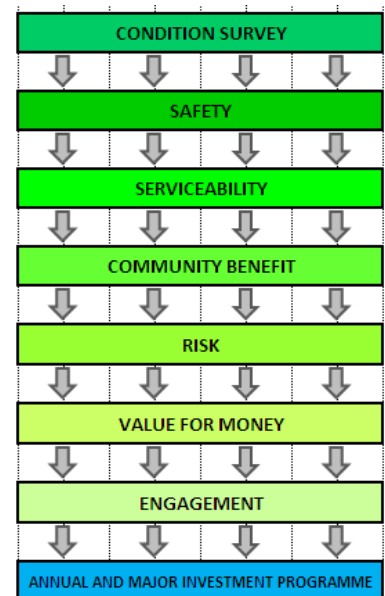 CONDITION SURVEY
SAFETY
SERVICEABILITY
COMMUNITY BENEFIT
RISK
VALUE FOR MONEY
ENGAGEMENT
ANNUAL AND MAJOR INVESTMENT PROGRAMME